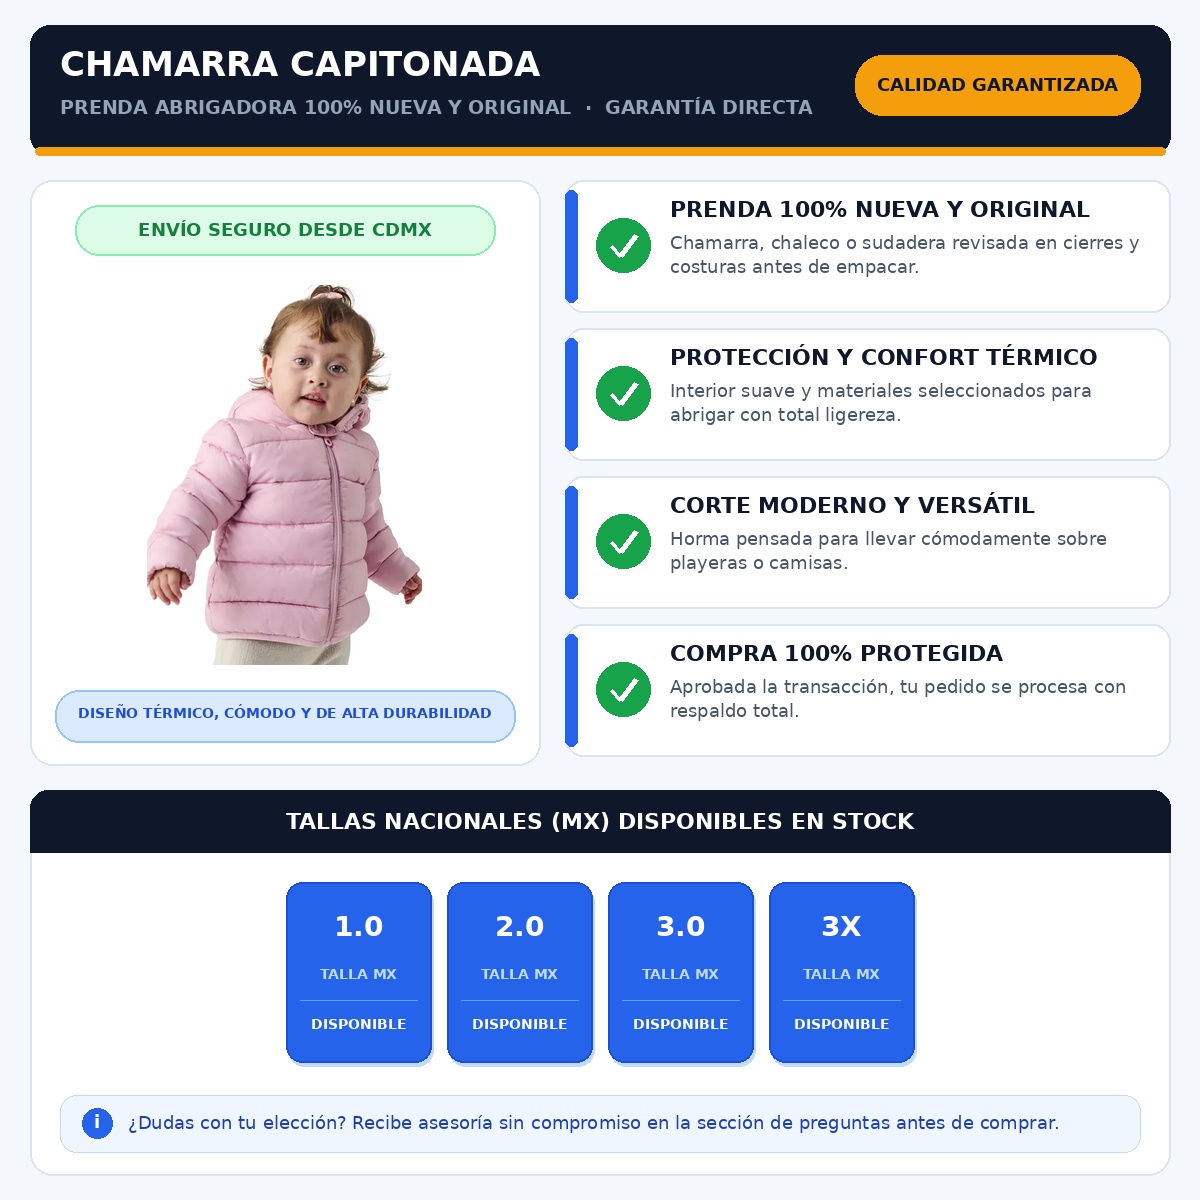 CHAMARRA CAPITONADA
PRENDA ABRIGADORA 100% NUEVA Y ORIGINAL · GARANTÍA DIRECTA
CALIDAD GARANTIZADA
ENVÍO SEGURO DESDE CDMX
DISEÑO TÉRMICO, CÓMODO Y DE ALTA DURABILIDAD
PRENDA 100% NUEVA Y ORIGINAL
Chamarra, chaleco o sudadera revisada en cierres y
costuras antes de empacar.
PROTECCIÓN Y CONFORT TÉRMICO
Interior suave y materiales seleccionados para
abrigar con total ligereza.
CORTE MODERNO Y VERSÁTIL
Horma pensada para llevar cómodamente sobre
playeras o camisas.
COMPRA 100% PROTEGIDA
Aprobada la transacción, tu pedido se procesa con
respaldo total.
TALLAS NACIONALES (MX) DISPONIBLES EN STOCK
1.0
TALLA MX
DISPONIBLE
2.0
TALLA MX
DISPONIBLE
3.0
TALLA MX
DISPONIBLE
3X
TALLA MX
DISPONIBLE
i
¿Dudas con tu elección? Recibe asesoría sin compromiso en la sección de preguntas antes de comprar.